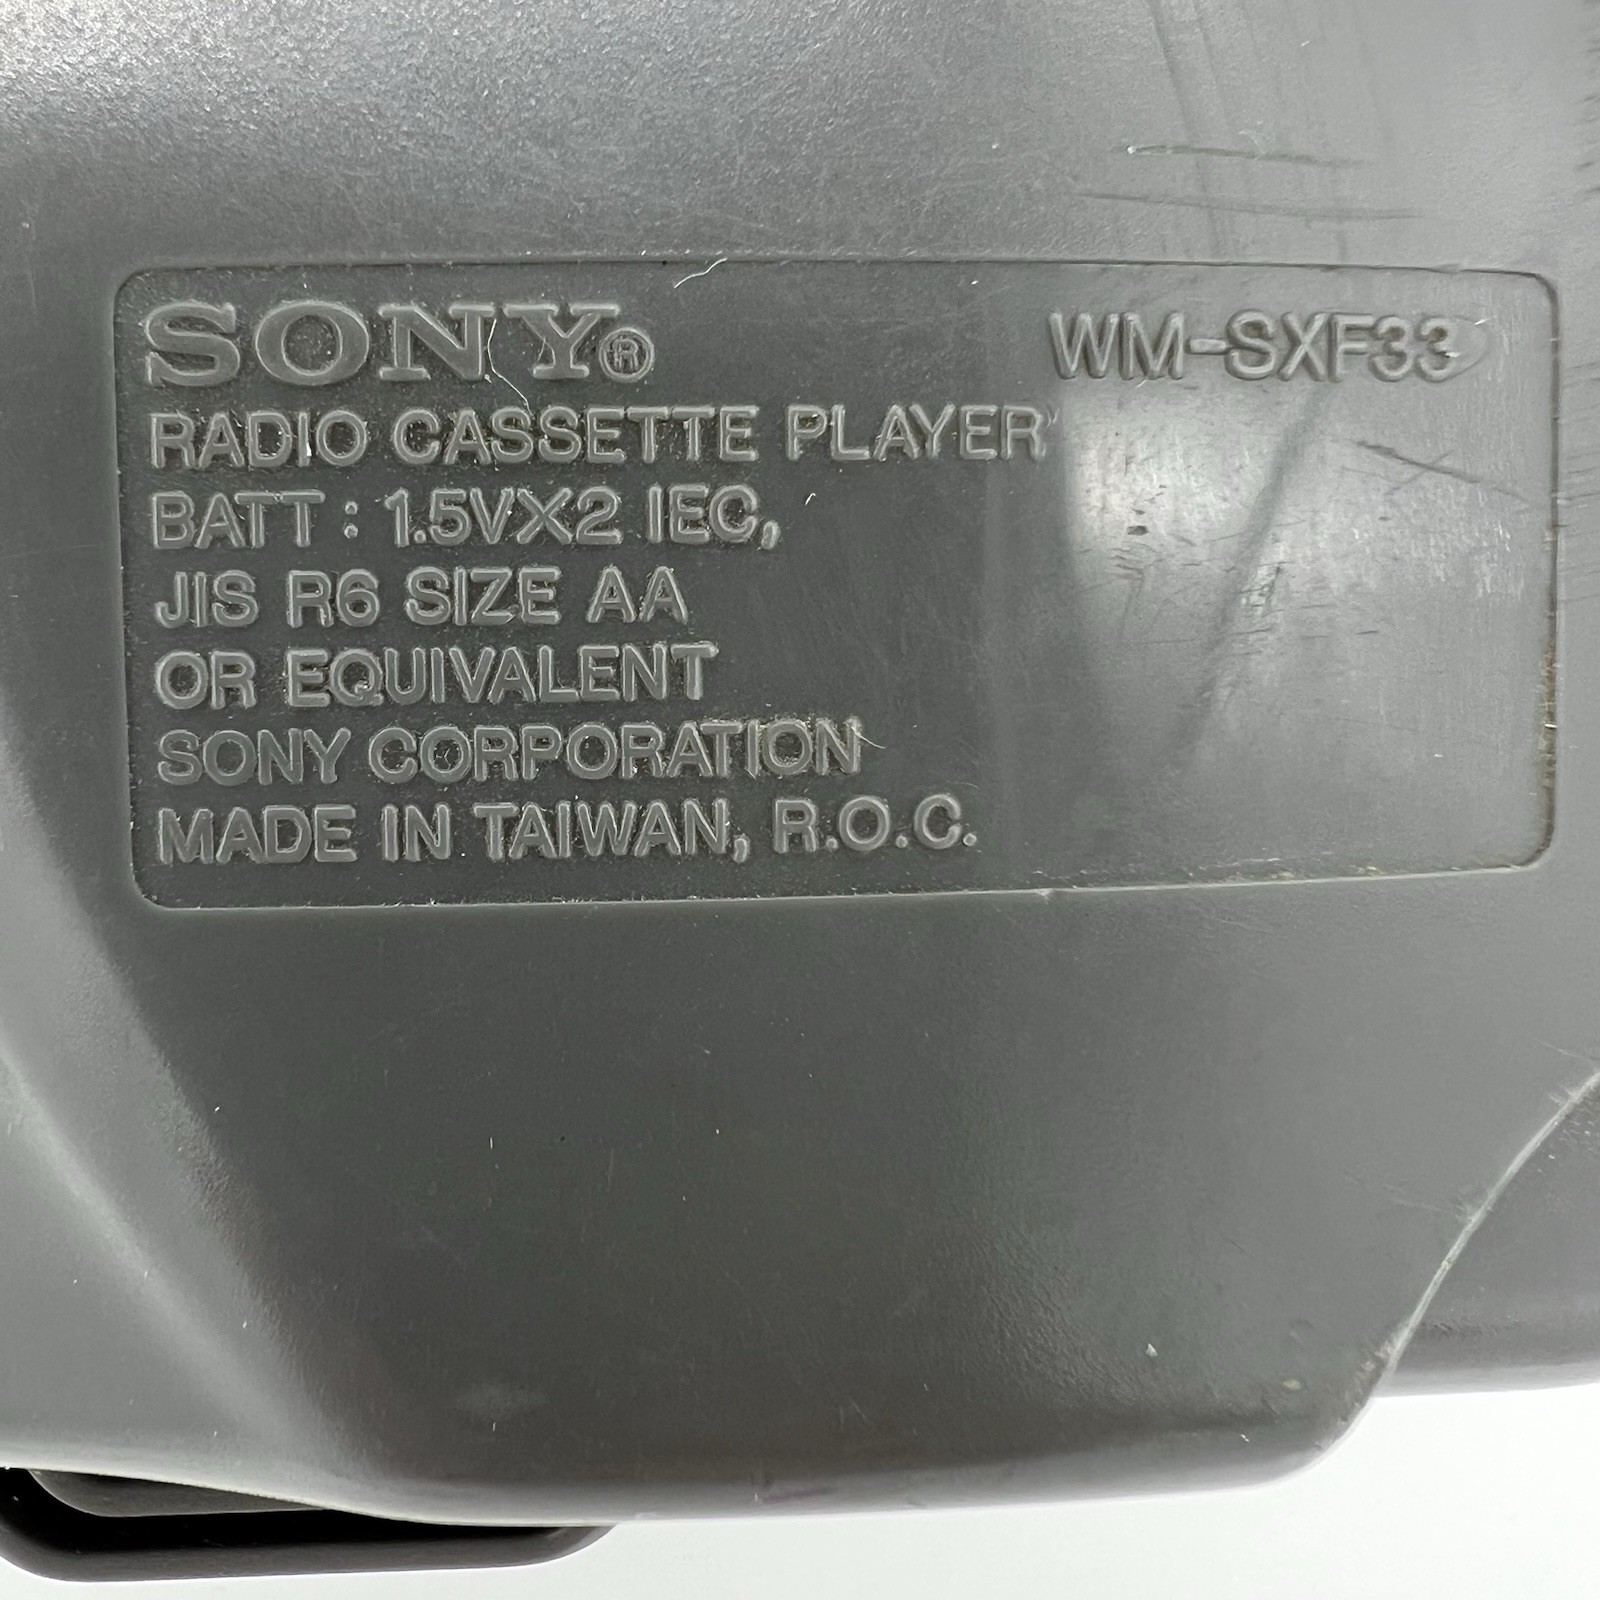 SONY®
WM-SXF33
RADIO CASSETTE PLAYER
BATT : 1.5VX2 IEC,
JIS R6 SIZE AA
OR EQUIVALENT
SONY CORPORATION
MADE IN TAIWAN, R.O.C.